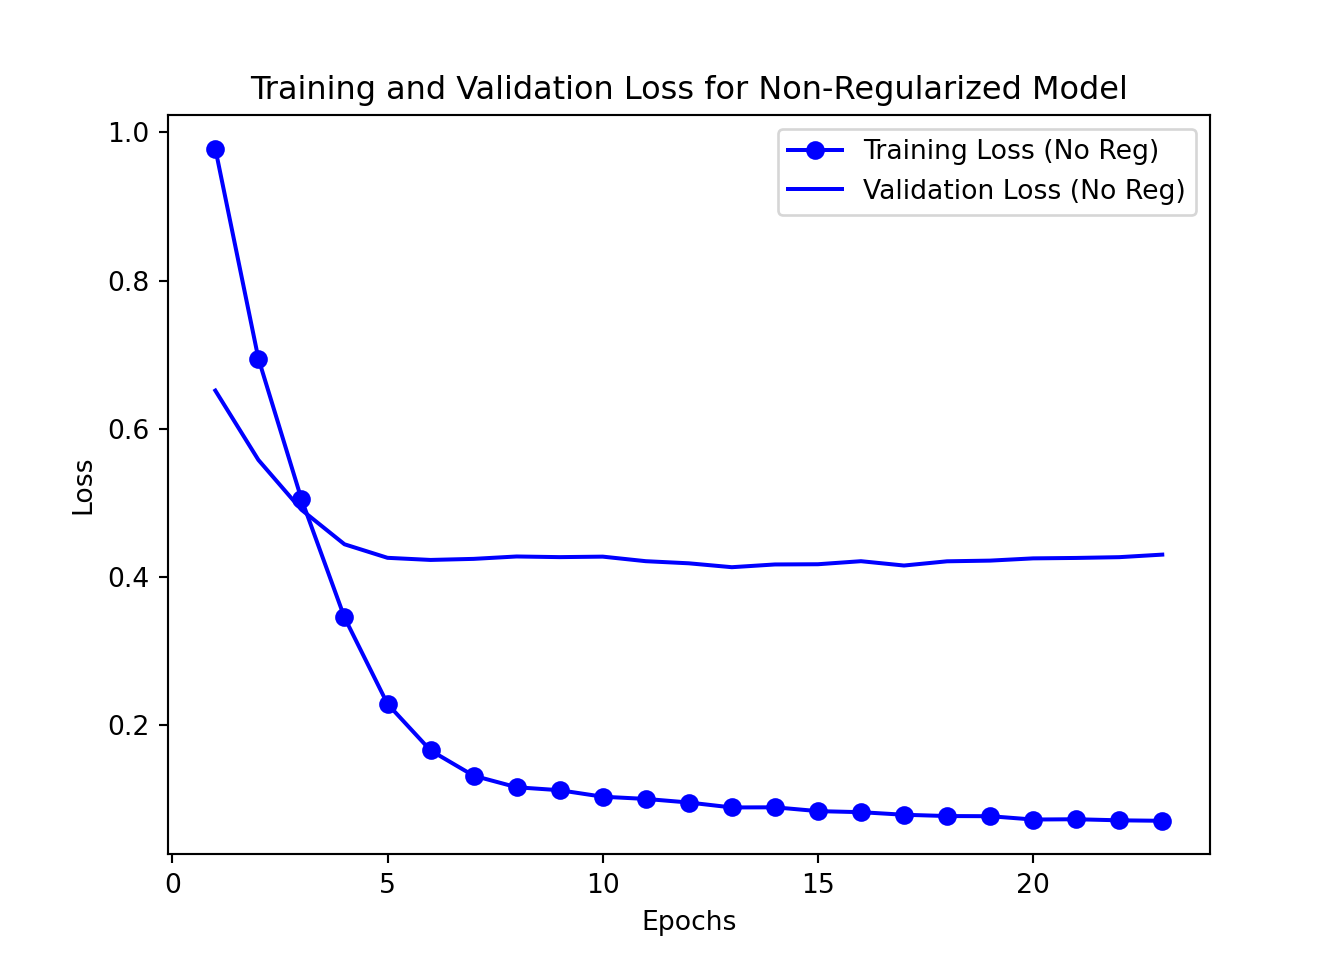 Training and Validation Loss for Non-Regularized Model
Training Loss (No Reg)
Validation Loss (No Reg)
1.0
0.8
0.6
0.4
0.2
Loss
0 5 10 15 20
Epochs